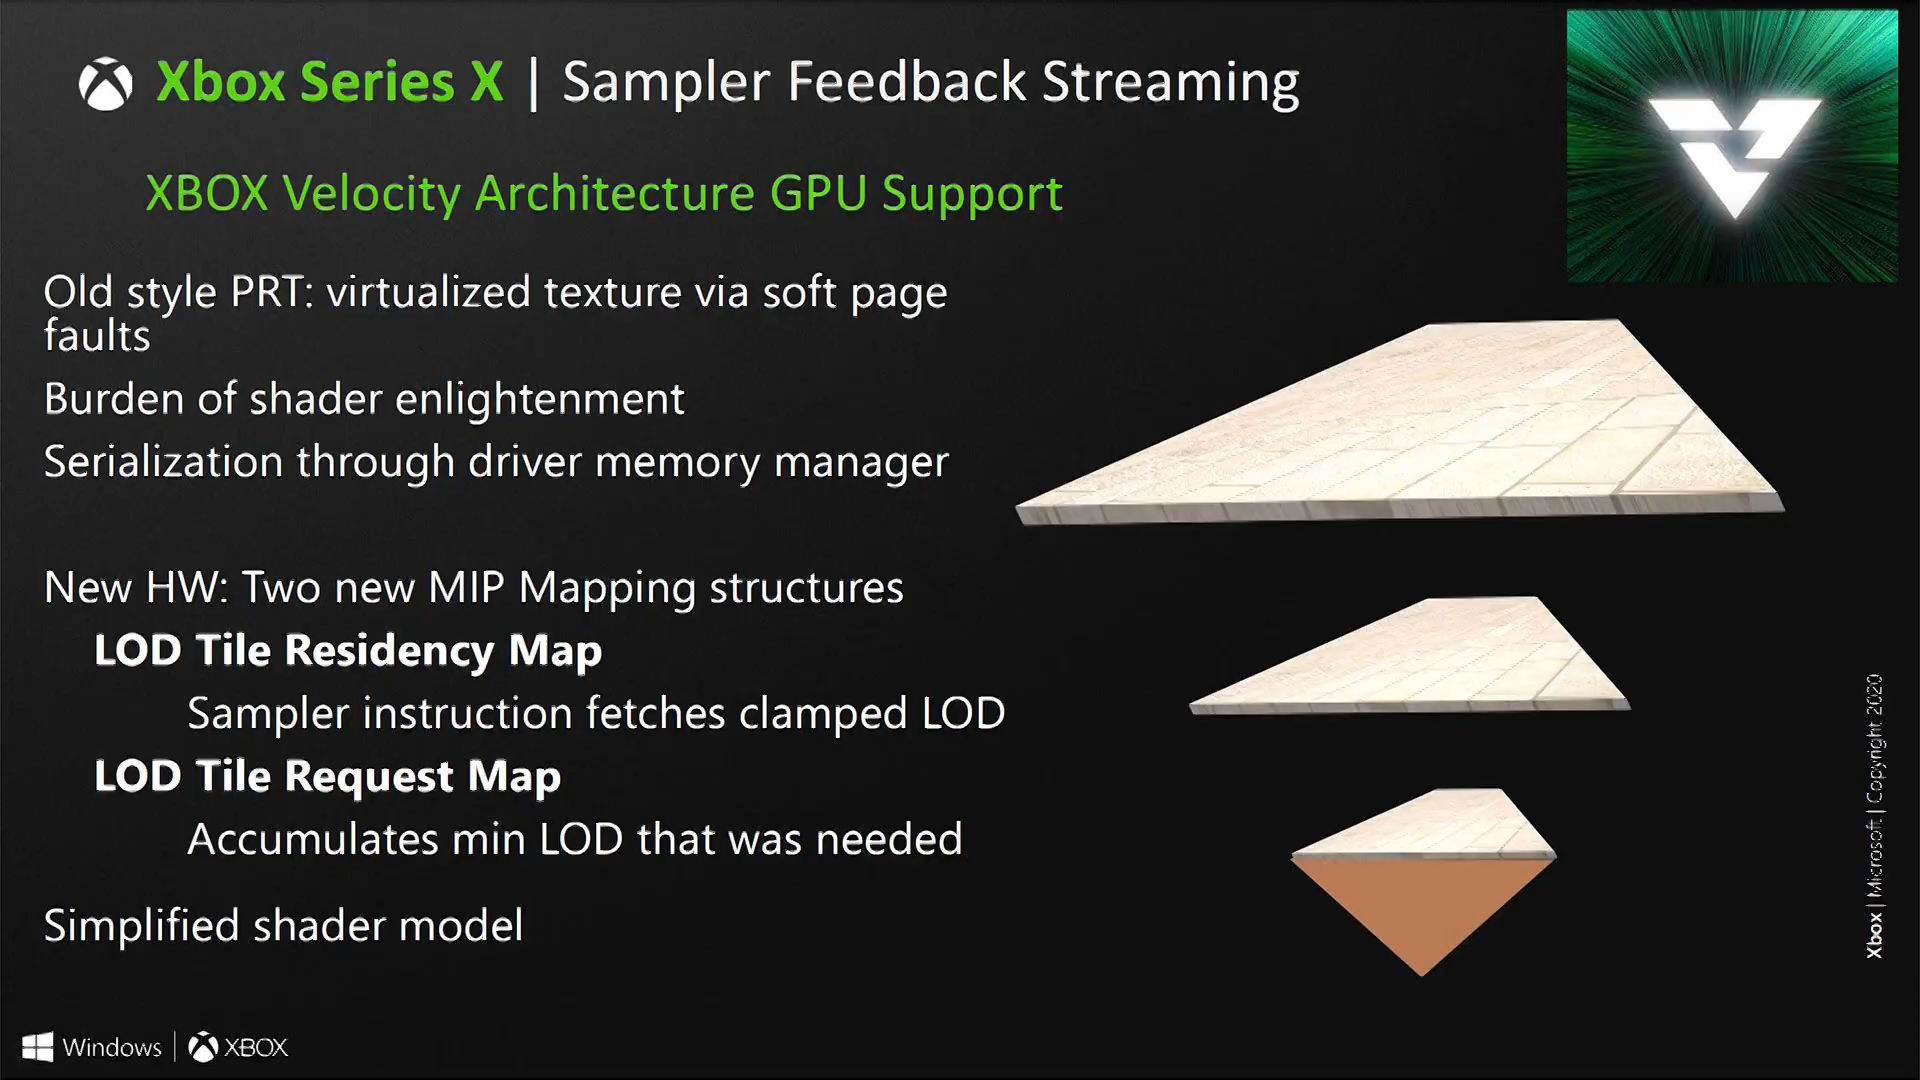 Xbox Series X | Sampler Feedback Streaming
XBOX Velocity Architecture GPU Support
Old style PRT: virtualized texture via soft page
faults
Burden of shader enlightenment
Serialization through driver memory manager
New HW: Two new MIP Mapping structures
LOD Tile Residency Map
Sampler instruction fetches clamped LOD
LOD Tile Request Map
Accumulates min LOD that was needed
Simplified shader model
Xbox | Microsoft | Copyright 2020
Windows | XBOX